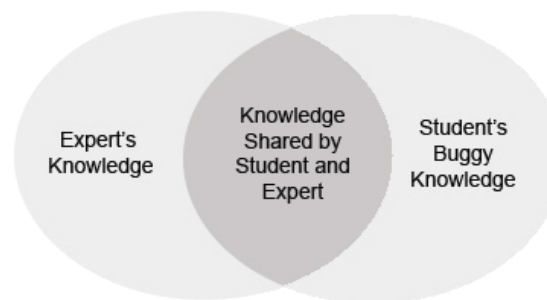 Expert's
Knowledge
Knowledge
Shared by
Student and
Expert
Student's
Buggy
Knowledge